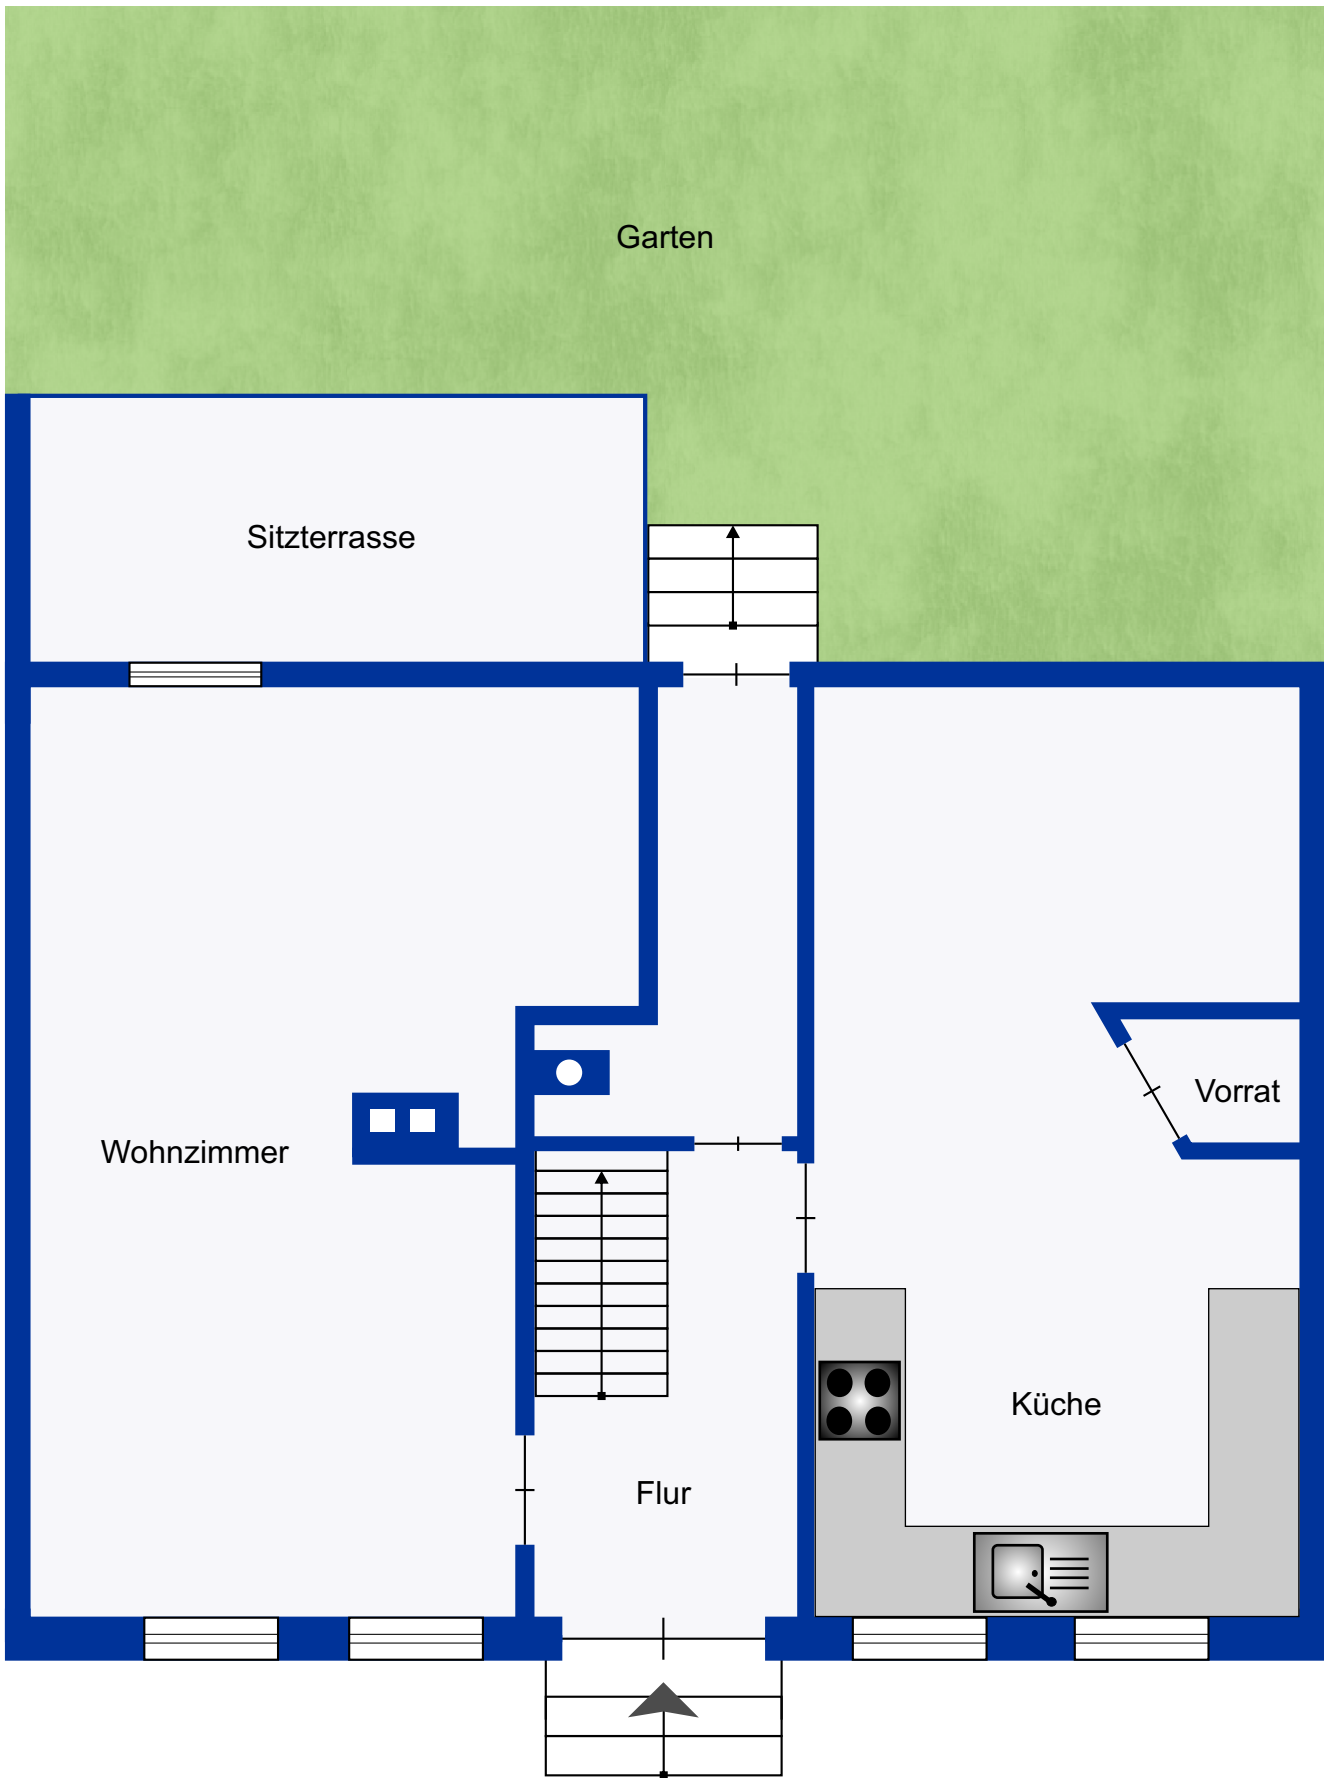 Garten
Sitzterrasse
Vorrat
Wohnzimmer
Küche
Flur